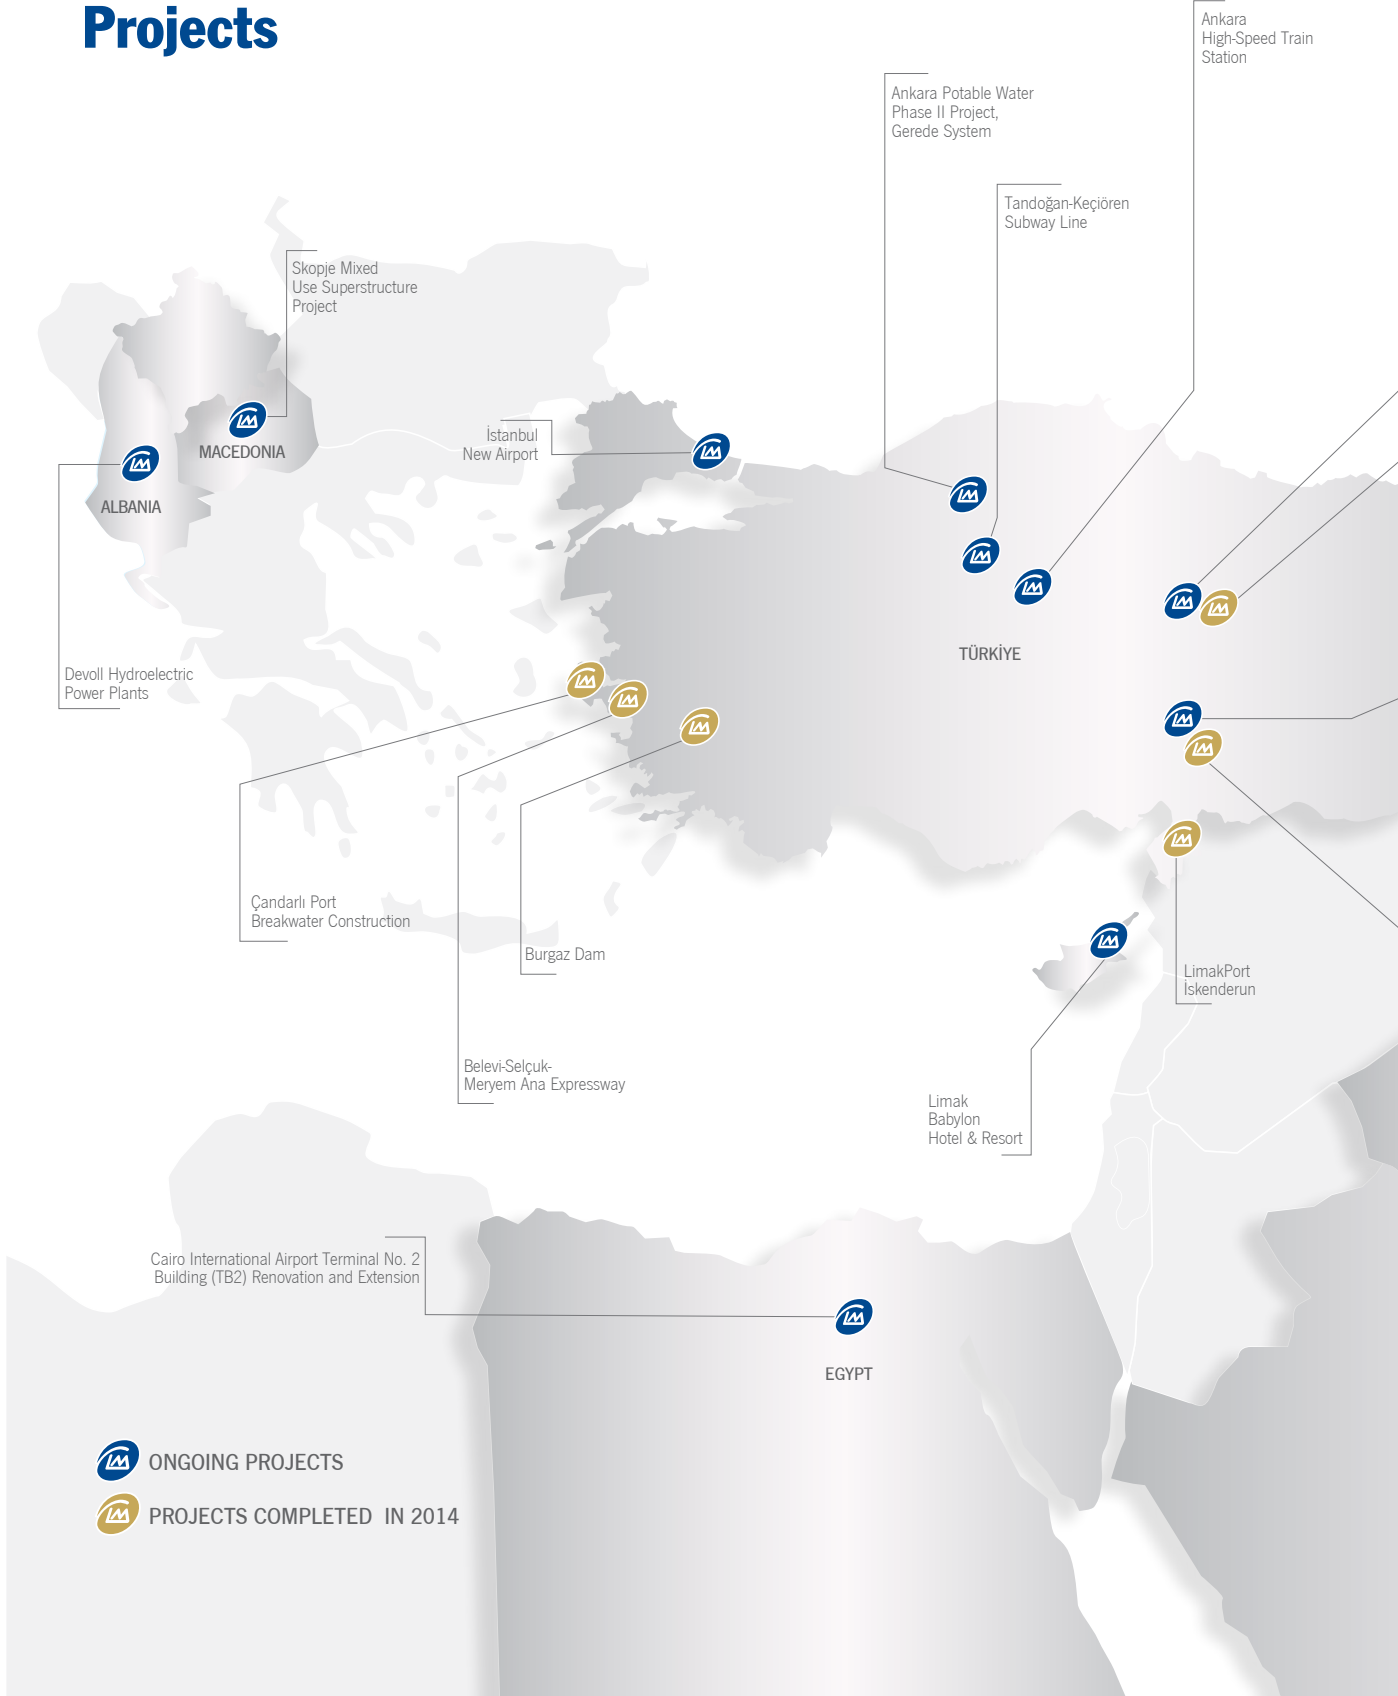 Projects
Ankara
High-Speed Train
Station
Ankara Potable Water
Phase II Project,
Gerede System
Tandoğan-Keçiören
Subway Line
Skopje Mixed
Use Superstructure
Project
İstanbul
New Airport
MACEDONIA
ALBANIA
TÜRKİYE
Devoll Hydroelectric
Power Plants
Çandarlı Port
Breakwater Construction
Burgaz Dam
LimakPort
İskenderun
Belevi-Selçuk-
Meryem Ana Expressway
Limak
Babylon
Hotel & Resort
Cairo International Airport Terminal No. 2
Building (TB2) Renovation and Extension
EGYPT
ONGOING PROJECTS
PROJECTS COMPLETED IN 2014